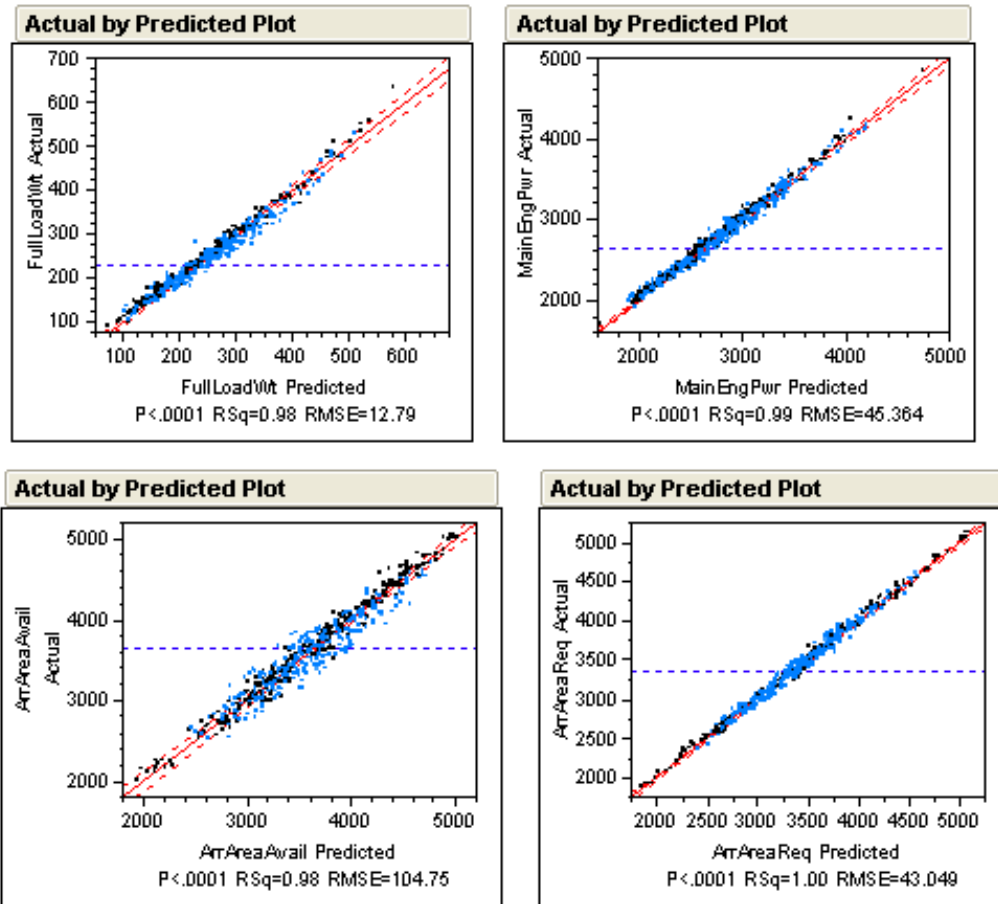 Actual by Predicted Plot
700
600
500
400
300
200
100
FullLoadWt Actual
100 200 300 400 500 600
FullLoadWt Predicted
P<.0001 RSq=0.98 RMSE=12.79
Actual by Predicted Plot
5000
4000
3000
2000
MainEngPwr Actual
2000 3000 4000 5000
MainEngPwr Predicted
P<.0001 RSq=0.99 RMSE=45.364
Actual by Predicted Plot
5000
4000
3000
2000
ArrAreaAvail
Actual
2000 3000 4000 5000
ArrAreaAvail Predicted
P<.0001 RSq=0.98 RMSE=104.75
Actual by Predicted Plot
5000
4500
4000
3500
3000
2500
2000
ArrAreaReq Actual
2000 2500 3000 3500 4000 4500 5000
ArrAreaReq Predicted
P<.0001 RSq=1.00 RMSE=43.049